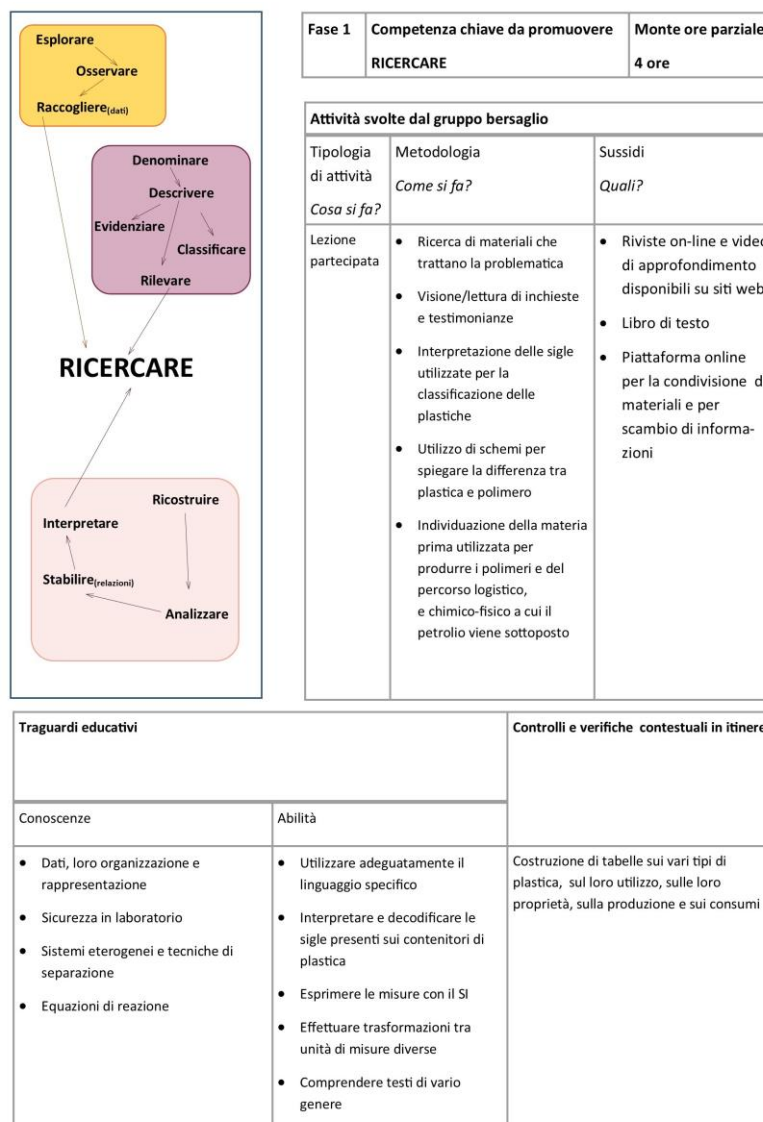 Esplorare
Osservare
Raccogliere(dati)
Denominare
Descrivere
Evidenziare
Classificare
Rilevare
RICERCARE
Ricostruire
Interpretare
Stabilire(relazioni)
Analizzare
Fase 1
Competenza chiave da promuovere
RICERCARE
Monte ore parziale
4 ore
Attività svolte dal gruppo bersaglio
Tipologia
di attività
Cosa si fa?
Metodologia
Come si fa?
Sussidi
Quali?
Lezione
partecipata
• Ricerca di materiali che
trattano la problematica
• Visione/lettura di inchieste
e testimonianze
• Interpretazione delle sigle
utilizzate per la
classificazione delle
plastiche
• Utilizzo di schemi per
spiegare la differenza tra
plastica e polimero
• Individuazione della materia
prima utilizzata per
produrre i polimeri e del
percorso logistico,
e chimico-fisico a cui il
petrolio viene sottoposto
• Riviste on-line e video
di approfondimento
disponibili su siti web
• Libro di testo
• Piattaforma online
per la condivisione d
materiali e per
scambio di informa-
zioni
Traguardi educativi
Controlli e verifiche contestuali in itinere
Conoscenze
Abilità
• Dati, loro organizzazione e
rappresentazione
• Sicurezza in laboratorio
• Sistemi eterogenei e tecniche di
separazione
• Equazioni di reazione
• Utilizzare adeguatamente il
linguaggio specifico
• Interpretare e decodificare le
sigle presenti sui contenitori di
plastica
• Esprimere le misure con il SI
• Effettuare trasformazioni tra
unità di misure diverse
• Comprendere testi di vario
genere
Costruzione di tabelle sui vari tipi di
plastica, sul loro utilizzo, sulle loro
proprietà, sulla produzione e sui consumi